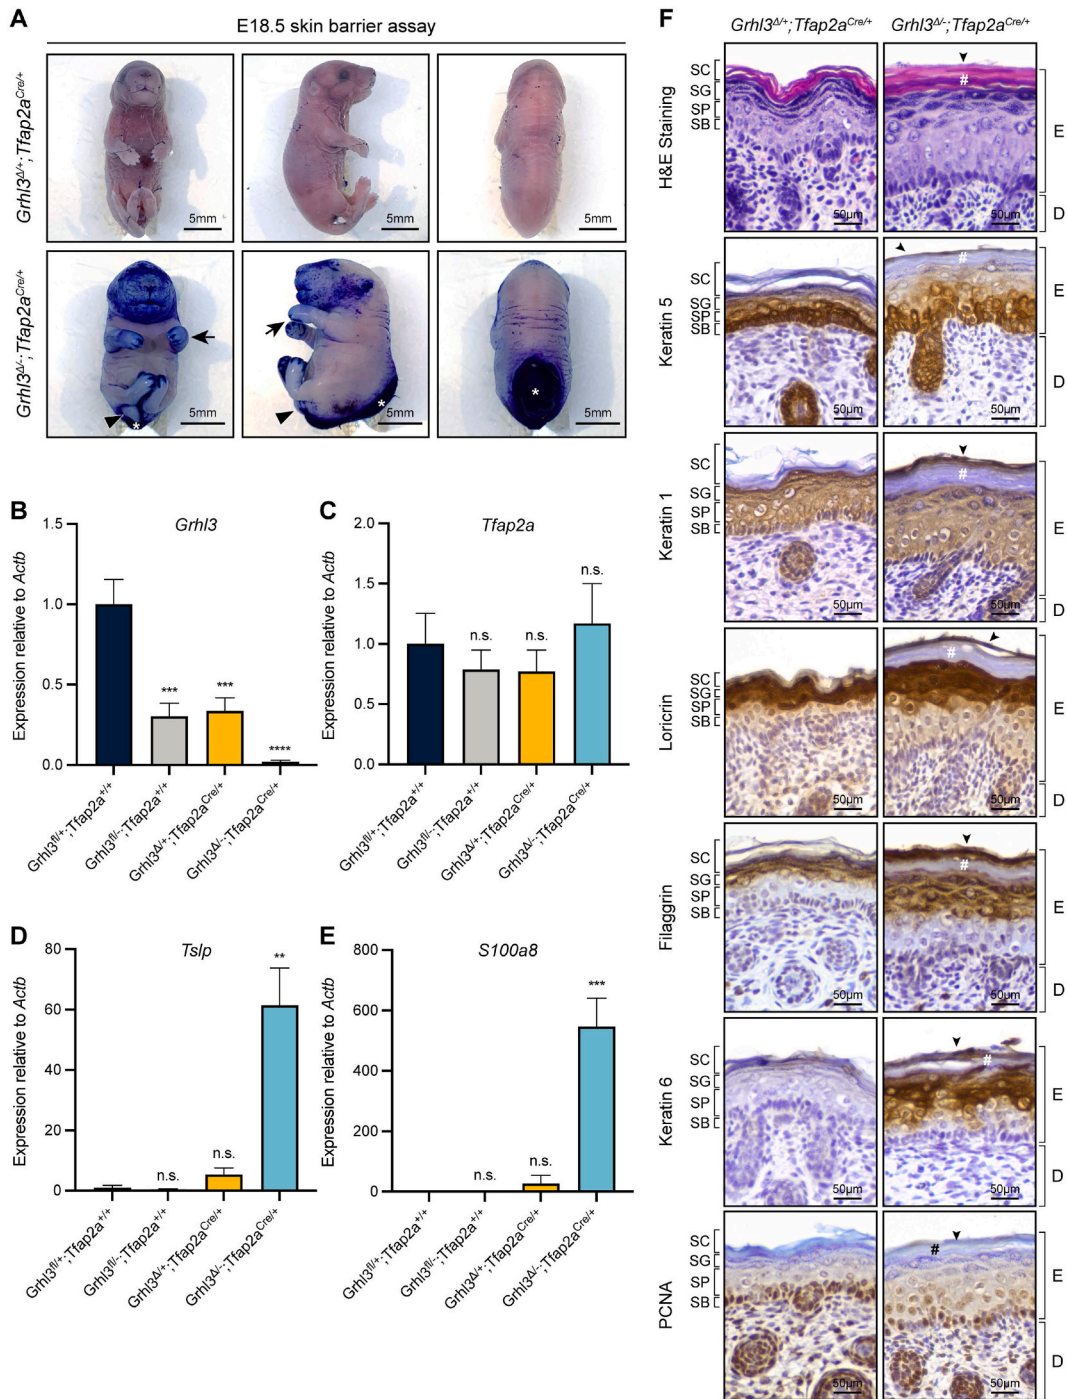 A
E18.5 skin barrier assay
Grhl3Δ/+;Tfap2aCre/+
5mm
5mm
5mm
Grhl3Δ/-;Tfap2aCre/+
5mm
*
5mm
*
5mm
*
B
Grhl3
Expression relative to Actb
1.5
1.0
0.5
0.0
***
***
****
Grhl3fl/+;Tfap2a+/+
Grhl3fl/-;Tfap2a+/+
Grhl3Δ/+;Tfap2aCre/+
Grhl3Δ/-;Tfap2aCre/+
C
Tfap2a
Expression relative to Actb
2.0
1.5
1.0
0.5
0.0
n.s.
n.s.
n.s.
Grhl3fl/+;Tfap2a+/+
Grhl3fl/-;Tfap2a+/+
Grhl3Δ/+;Tfap2aCre/+
Grhl3Δ/-;Tfap2aCre/+
D
Tslp
Expression relative to Actb
80
60
40
20
0
n.s.
n.s.
**
Grhl3fl/+;Tfap2a+/+
Grhl3fl/-;Tfap2a+/+
Grhl3Δ/+;Tfap2aCre/+
Grhl3Δ/-;Tfap2aCre/+
E
S100a8
Expression relative to Actb
800
600
400
200
0
n.s.
n.s.
***
Grhl3fl/+;Tfap2a+/+
Grhl3fl/-;Tfap2a+/+
Grhl3Δ/+;Tfap2aCre/+
Grhl3Δ/-;Tfap2aCre/+
F
Grhl3Δ/+;Tfap2aCre/+
Grhl3Δ/-;Tfap2aCre/+
H&E Staining
SC
SG
SP
SB
50µm
#
50µm
E
D
Keratin 5
SC
SG
SP
SB
50µm
#
50µm
E
D
Keratin 1
SC
SG
SP
SB
50µm
#
50µm
E
D
Loricrin
SC
SG
SP
SB
50µm
#
50µm
E
D
Filaggrin
SC
SG
SP
SB
50µm
#
50µm
E
D
Keratin 6
SC
SG
SP
SB
50µm
#
50µm
E
D
PCNA
SC
SG
SP
SB
50µm
#
50µm
E
D